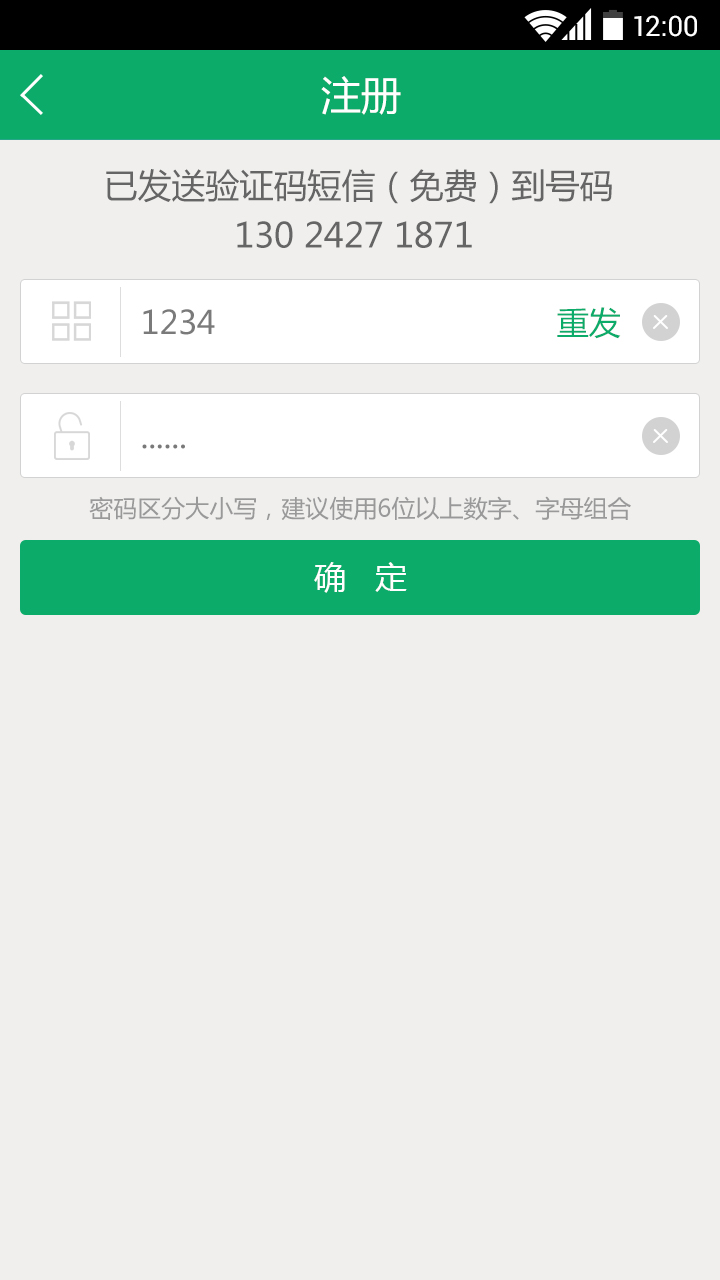 12:00
注册
已发送验证码短信（免费）到号码
130 2427 1871
1234 重发
······
密码区分大小写，建议使用6位以上数字、字母组合
确 定